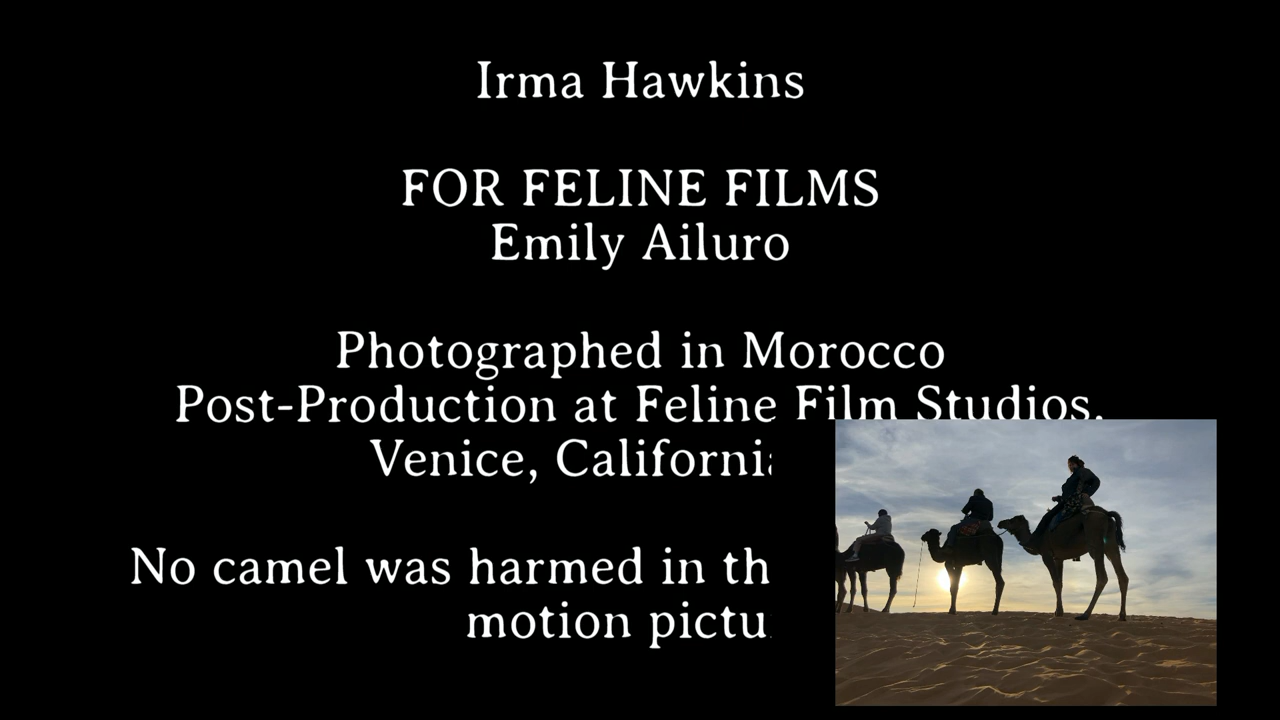 Irma Hawkins
FOR FELINE FILMS
Emily Ailuro
Photographed in Morocco
Post-Production at Feline Film Studios,
Venice, California
No camel was harmed in
motion